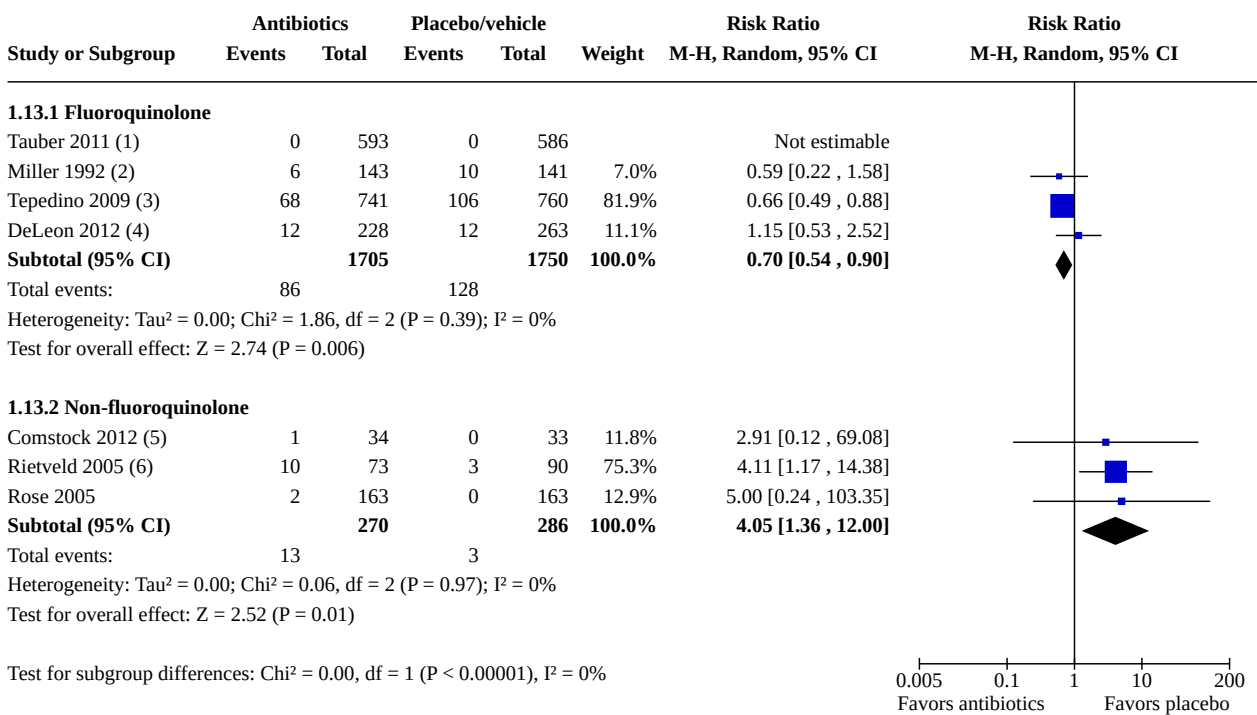 Antibiotics Placebo/vehicle Risk Ratio Risk Ratio
Study or Subgroup Events Total Events Total Weight M-H, Random, 95% CI M-H, Random, 95% CI
1.13.1 Fluoroquinolone
Tauber 2011 (1) 0 593 0 586 Not estimable
Miller 1992 (2) 6 143 10 141 7.0% 0.59 [0.22 , 1.58]
Tepedino 2009 (3) 68 741 106 760 81.9% 0.66 [0.49 , 0.88]
DeLeon 2012 (4) 12 228 12 263 11.1% 1.15 [0.53 , 2.52]
Subtotal (95% CI) 1705 1750 100.0% 0.70 [0.54 , 0.90]
Total events: 86 128
Heterogeneity: Tau² = 0.00; Chi² = 1.86, df = 2 (P = 0.39); I² = 0%
Test for overall effect: Z = 2.74 (P = 0.006)
1.13.2 Non-fluoroquinolone
Comstock 2012 (5) 1 34 0 33 11.8% 2.91 [0.12 , 69.08]
Rietveld 2005 (6) 10 73 3 90 75.3% 4.11 [1.17 , 14.38]
Rose 2005 2 163 0 163 12.9% 5.00 [0.24 , 103.35]
Subtotal (95% CI) 270 286 100.0% 4.05 [1.36 , 12.00]
Total events: 13 3
Heterogeneity: Tau² = 0.00; Chi² = 0.06, df = 2 (P = 0.97); I² = 0%
Test for overall effect: Z = 2.52 (P = 0.01)
Test for subgroup differences: Chi² = 0.00, df = 1 (P < 0.00001), I² = 0%
0.005 0.1 1 10 200
Favors antibiotics Favors placebo